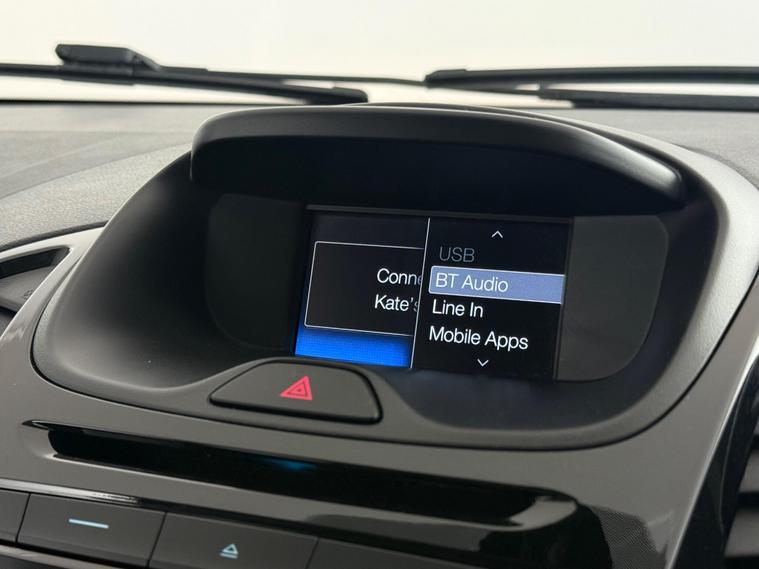 Conne
Kate's
USB
BT Audio
Line In
Mobile Apps